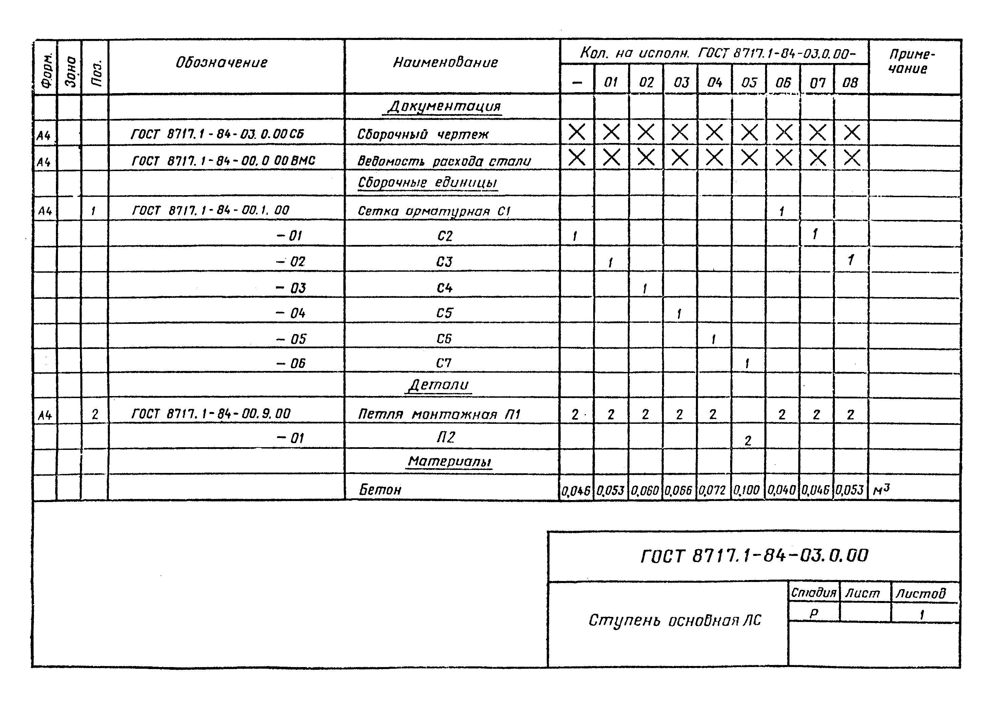 Форм. Зона Поз. Обозначение Наименование Кол. на исполн. ГОСТ 8717.1-84-03.0.00- Приме-
чание
— 01 02 03 04 05 06 07 08
Документация
А4 ГОСТ 8717.1-84-03.0.00СБ Сборочный чертеж X X X X X X X X X
А4 ГОСТ 8717.1-84-00.0 00ВМС Ведомость расхода стали X X X X X X X X X
Сборочные единицы
А4 1 ГОСТ 8717.1-84-00.1.00 Сетка арматурная С1 1
-01 С2 1 1
-02 С3 1 1
-03 С4 1
-04 С5 1
-05 С6 1
-06 С7 1
Детали
А4 2 ГОСТ 8717.1-84-00.9.00 Петля монтажная П1 2 2 2 2 2 2 2 2
-01 П2 2
Материалы
Бетон 0,046 0,053 0,060 0,066 0,072 0,100 0,040 0,046 0,053 м³
ГОСТ 8717.1-84-03.0.00
Ступень основная ЛС
Стадия Лист Листов
Р 1